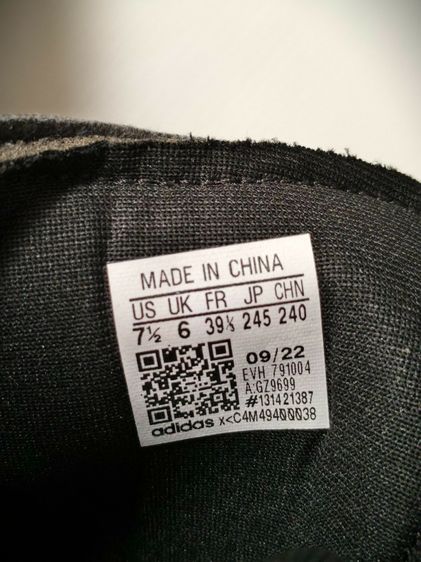 MADE IN CHINA
US UK FR JP CHN
7½ 6 39⅓ 245 240
09/22
EVH 791004
A:GZ9699
#131421387
adidas x<C4M49400038